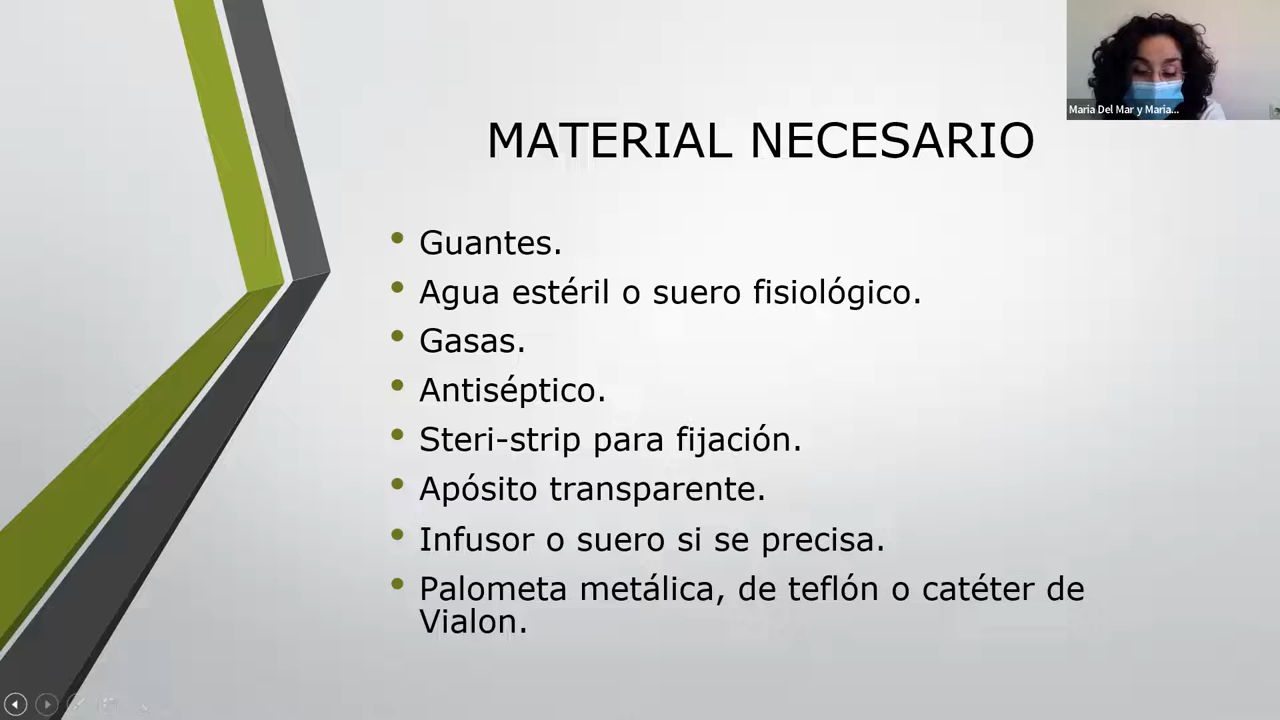 Maria Del Mar y Maria...
MATERIAL NECESARIO
Guantes.
Agua estéril o suero fisiológico.
Gasas.
Antiséptico.
Steri-strip para fijación.
Apósito transparente.
Infusor o suero si se precisa.
Palometa metálica, de teflón o catéter de
Vialon.